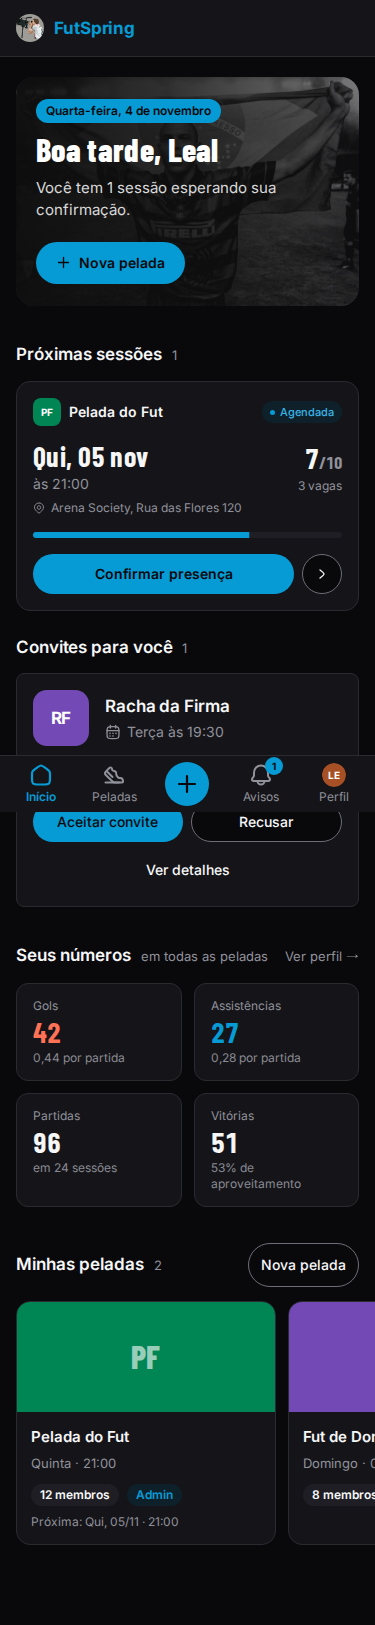 FutSpring
Quarta-feira, 4 de novembro
Boa tarde, Leal
Você tem 1 sessão esperando sua
confirmação.
+ Nova pelada
PIRELLI
Próximas sessões 1
PF Pelada do Fut Agendada
Qui, 05 nov 7/10
às 21:00 3 vagas
Arena Society, Rua das Flores 120
Confirmar presença
Convites para você 1
RF Racha da Firma
Terça às 19:30
1
LE
Início Peladas Avisos Perfil
Aceitar convite Recusar
Ver detalhes
Seus números em todas as peladas Ver perfil →
Gols Assistências
42 27
0,44 por partida 0,28 por partida
Partidas Vitórias
96 51
em 24 sessões 53% de
aproveitamento
Minhas peladas 2 Nova pelada
PF
Pelada do Fut Fut de Dor
Quinta · 21:00 Domingo · 0
12 membros Admin 8 membros
Próxima: Qui, 05/11 · 21:00